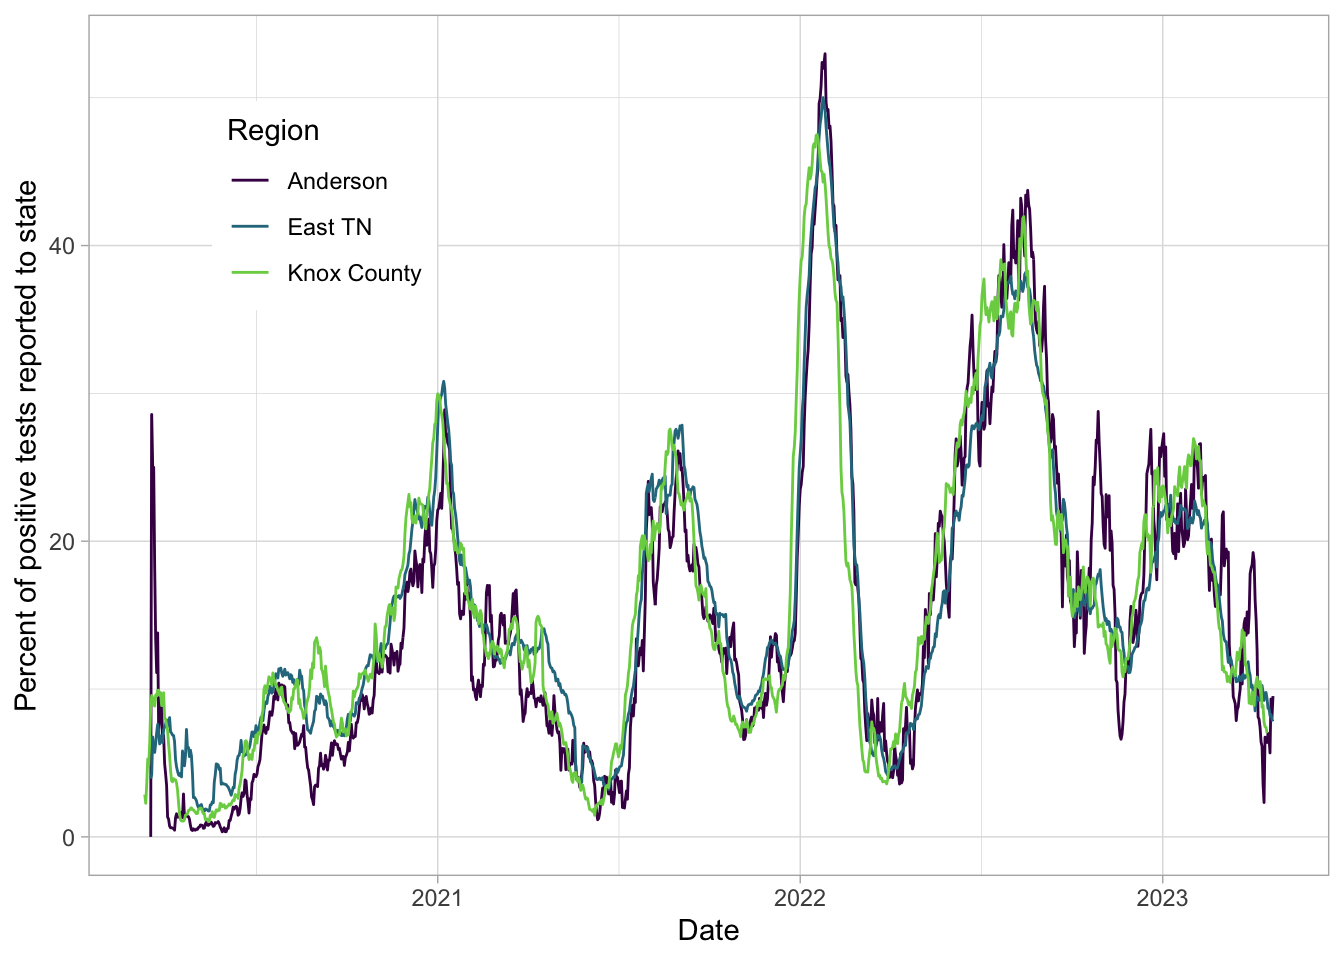 Region
Anderson
East TN
Knox County
Percent of positive tests reported to state
40
20
0
2021
2022
2023
Date